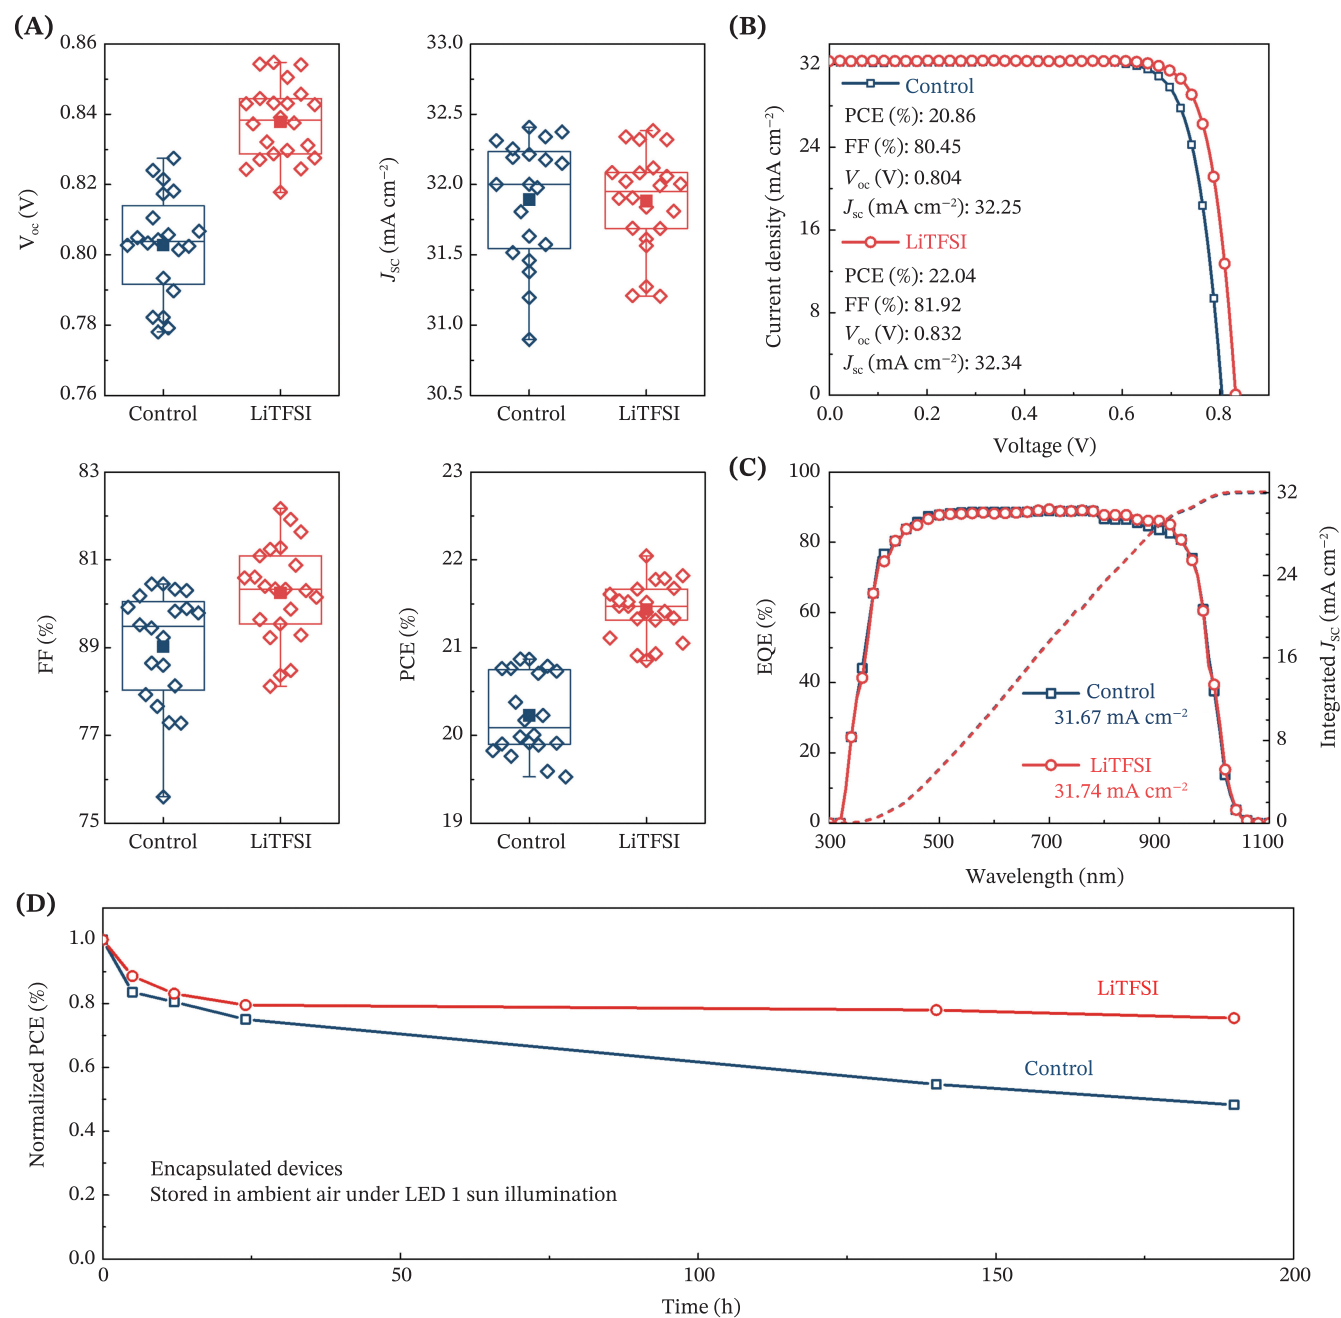 (A)
0.86
0.84
0.82
0.80
0.78
0.76
Voc (V)
Control
LiTFSI
33.0
32.5
32.0
31.5
31.0
30.5
JSC (mA cm−2)
Control
LiTFSI
(B)
32
24
16
8
0
Current density (mA cm−2)
Control
PCE (%): 20.86
FF (%): 80.45
Voc (V): 0.804
Jsc (mA cm−2): 32.25
LiTFSI
PCE (%): 22.04
FF (%): 81.92
Voc (V): 0.832
Jsc (mA cm−2): 32.34
0.0
0.2
0.4
0.6
0.8
Voltage (V)
83
81
89
77
75
FF (%)
Control
LiTFSI
23
22
21
20
19
PCE (%)
Control
LiTFSI
(C)
100
80
60
40
20
0
EQE (%)
32
24
16
8
0
Integrated JSC (mA cm−2)
Control
31.67 mA cm−2
LiTFSI
31.74 mA cm−2
300
500
700
900
1100
Wavelength (nm)
(D)
1.0
0.8
0.6
0.4
0.2
0.0
Normalized PCE (%)
LiTFSI
Control
Encapsulated devices
Stored in ambient air under LED 1 sun illumination
0
50
100
150
200
Time (h)